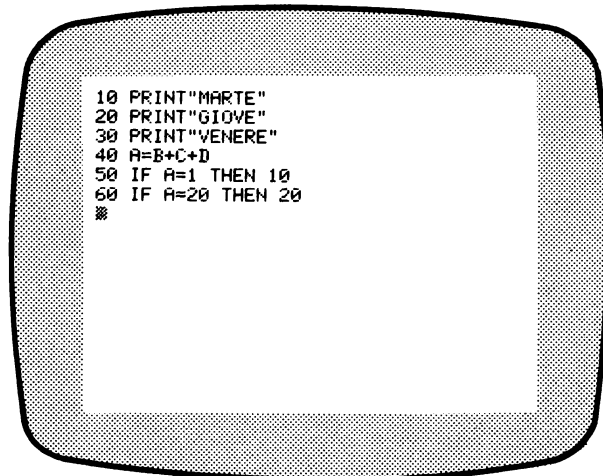 10 PRINT"MARTE"
20 PRINT"GIOVE"
30 PRINT"VENERE"
40 A=B+C+D
50 IF A=1 THEN 10
60 IF A=20 THEN 20